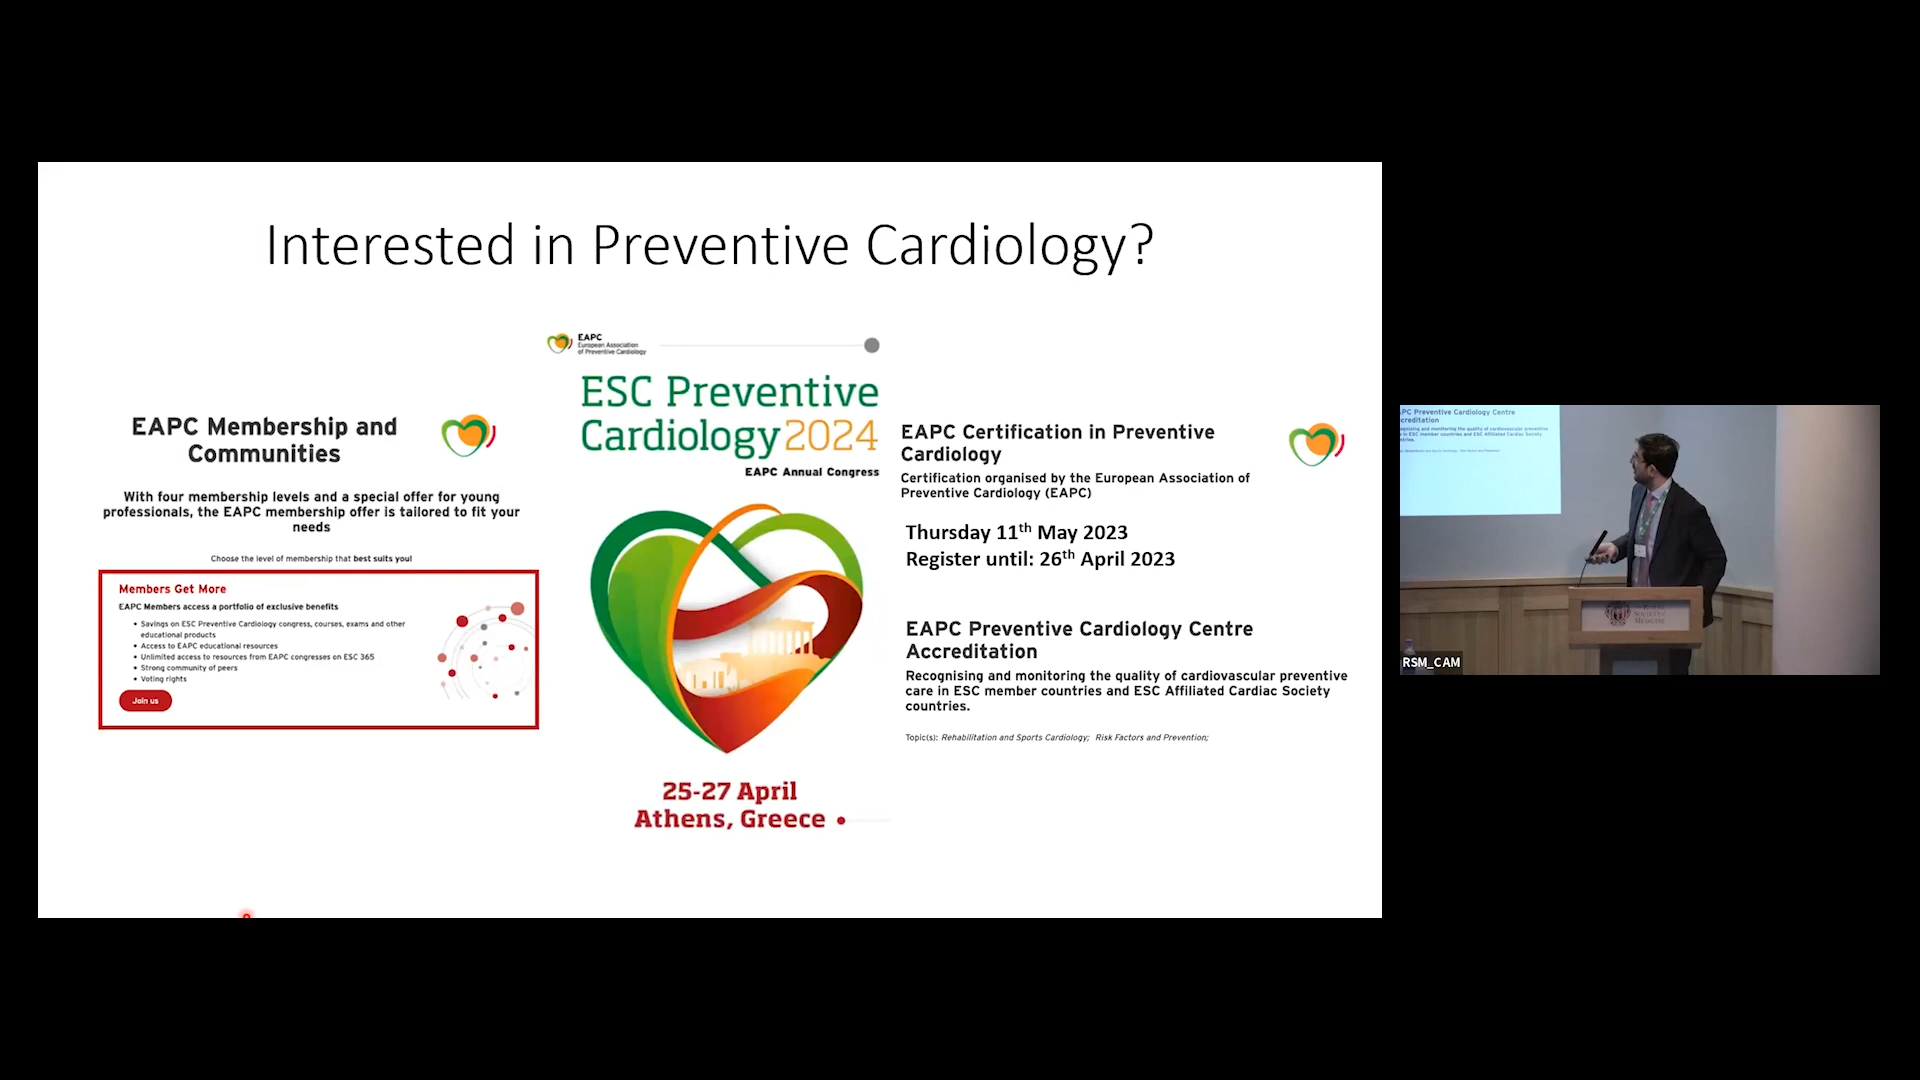 Interested in Preventive Cardiology?
EAPC Membership and
Communities
With four membership levels and a special offer for young
professionals, the EAPC membership offer is tailored to fit your
needs
Choose the level of membership that best suits you!
Members Get More
EAPC Members access a portfolio of exclusive benefits
• Savings on ESC Preventive Cardiology congress, courses, exams and other
educational products
• Access to EAPC educational resources
• Unlimited access to resources from EAPC congresses on ESC 365
• Strong community of peers
• Voting rights
Join us
EAPC
European Association
of Preventive Cardiology
ESC Preventive
Cardiology 2024
EAPC Annual Congress
25-27 April
Athens, Greece
EAPC Certification in Preventive
Cardiology
Certification organised by the European Association of
Preventive Cardiology (EAPC)
Thursday 11th May 2023
Register until: 26th April 2023
EAPC Preventive Cardiology Centre
Accreditation
Recognising and monitoring the quality of cardiovascular preventive
care in ESC member countries and ESC Affiliated Cardiac Society
countries.
Topic(s): Rehabilitation and Sports Cardiology; Risk Factors and Prevention;
PC Preventive Cardiology Centre
creditation
RSM_CAM